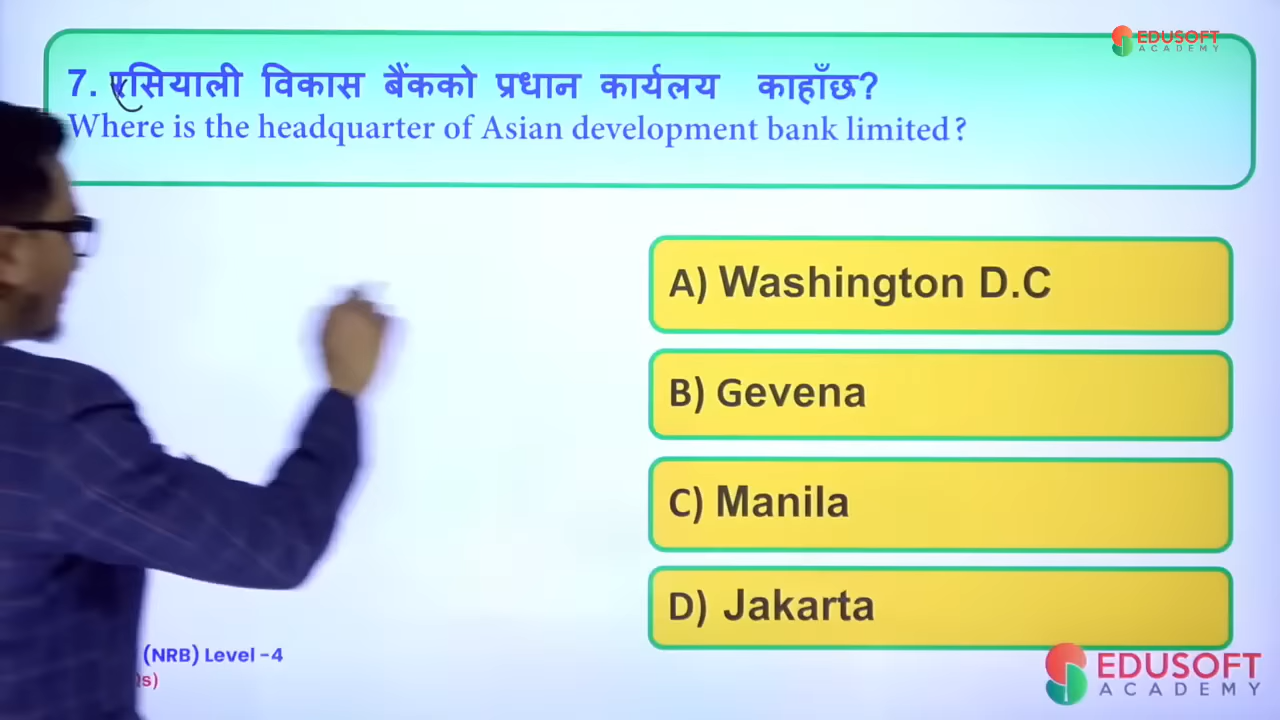 EDUSOFT
ACADEMY
7. एसियाली विकास बैंकको प्रधान कार्यलय काहाँछ?
Where is the headquarter of Asian development bank limited?
A) Washington D.C
B) Gevena
C) Manila
D) Jakarta
(NRB) Level -4
s)
EDUSOFT
ACADEMY